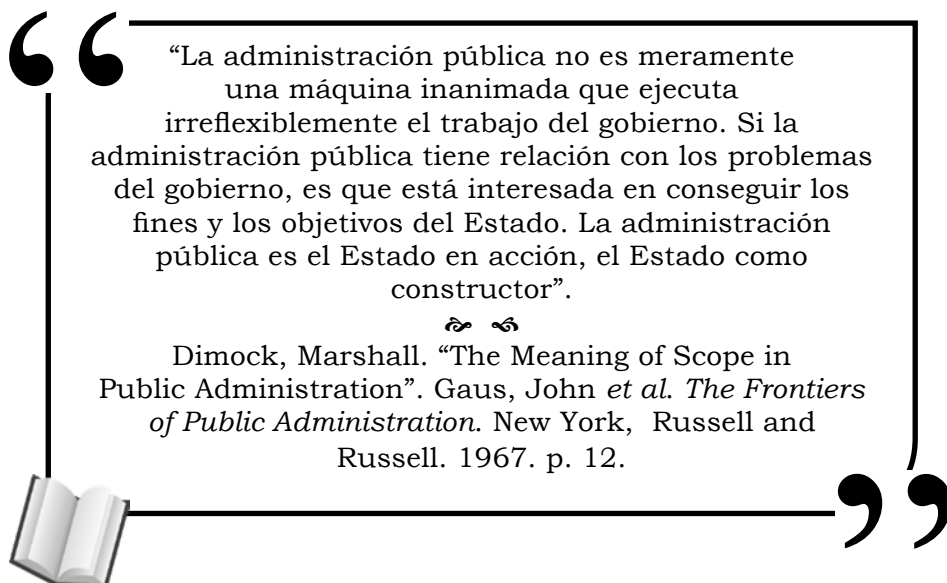 “La administración pública no es meramente
una máquina inanimada que ejecuta
irreflexiblemente el trabajo del gobierno. Si la
administración pública tiene relación con los problemas
del gobierno, es que está interesada en conseguir los
fines y los objetivos del Estado. La administración
pública es el Estado en acción, el Estado como
constructor”.
Dimock, Marshall. “The Meaning of Scope in
Public Administration”. Gaus, John et al. The Frontiers
of Public Administration. New York, Russell and
Russell. 1967. p. 12.